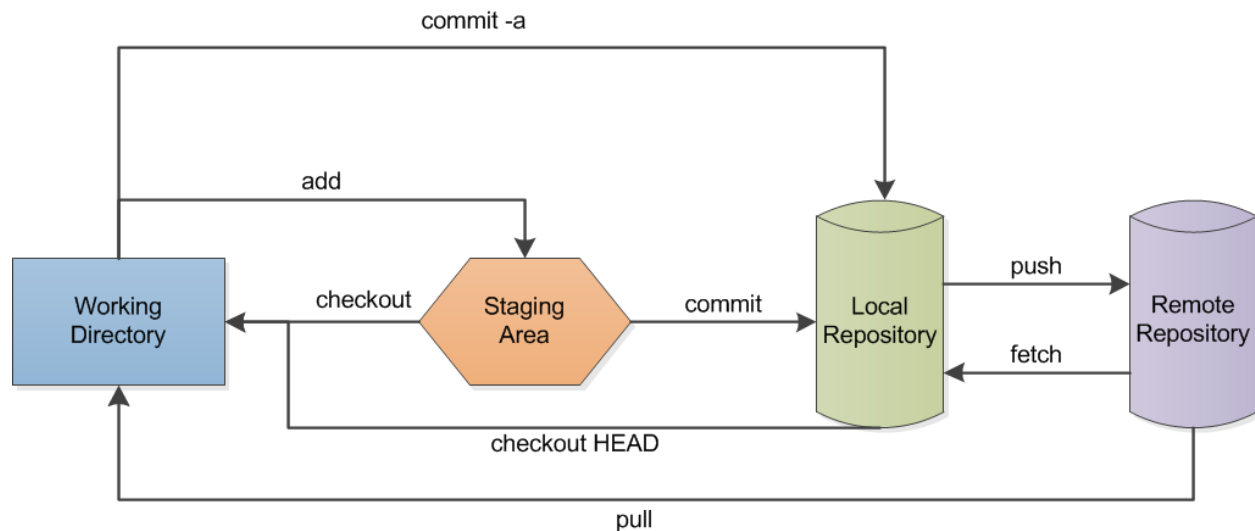 commit -a
add
Working
Directory
checkout
Staging
Area
commit
Local
Repository
push
fetch
Remote
Repository
checkout HEAD
pull